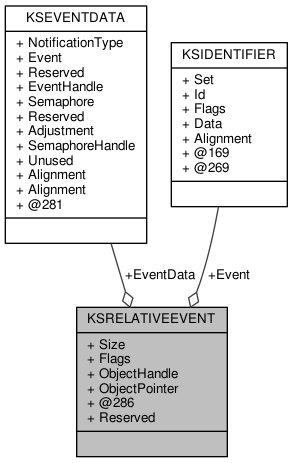 KSEVENTDATA
+ NotificationType
+ Event
+ Reserved
+ EventHandle
+ Semaphore
+ Reserved
+ Adjustment
+ SemaphoreHandle
+ Unused
+ Alignment
+ Alignment
+ @281
KSIDENTIFIER
+ Set
+ Id
+ Flags
+ Data
+ Alignment
+ @169
+ @269
+EventData
+Event
KSRELATIVEEVENT
+ Size
+ Flags
+ ObjectHandle
+ ObjectPointer
+ @286
+ Reserved